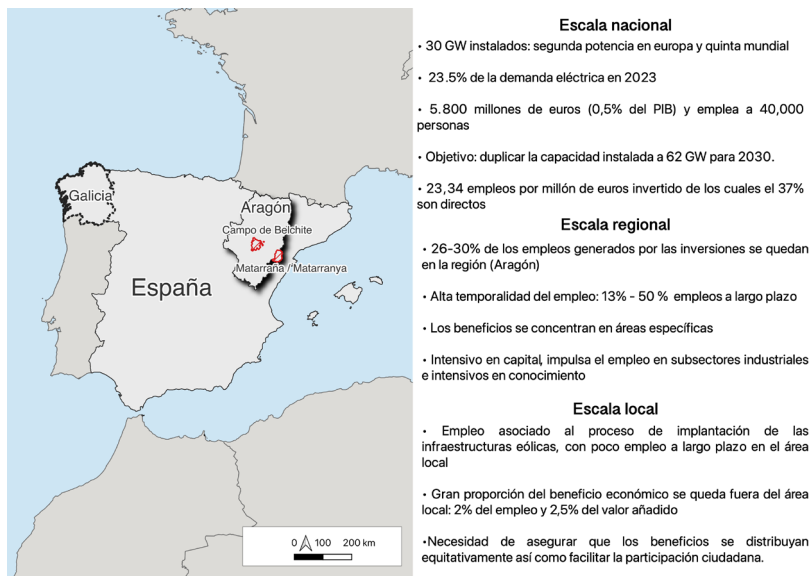 Galicia
Aragón
Campo de Belchite
Matarraña / Matarranya
España
0 100 200 km
Escala nacional
• 30 GW instalados: segunda potencia en europa y quinta mundial
• 23.5% de la demanda eléctrica en 2023
• 5.800 millones de euros (0,5% del PIB) y emplea a 40,000
personas
• Objetivo: duplicar la capacidad instalada a 62 GW para 2030.
• 23,34 empleos por millón de euros invertido de los cuales el 37%
son directos
Escala regional
• 26-30% de los empleos generados por las inversiones se quedan
en la región (Aragón)
• Alta temporalidad del empleo: 13% - 50 % empleos a largo plazo
• Los beneficios se concentran en áreas específicas
• Intensivo en capital, impulsa el empleo en subsectores industriales
e intensivos en conocimiento
Escala local
• Empleo asociado al proceso de implantación de las
infraestructuras eólicas, con poco empleo a largo plazo en el área
local
• Gran proporción del beneficio económico se queda fuera del área
local: 2% del empleo y 2,5% del valor añadido
•Necesidad de asegurar que los beneficios se distribuyan
equitativamente así como facilitar la participación ciudadana.